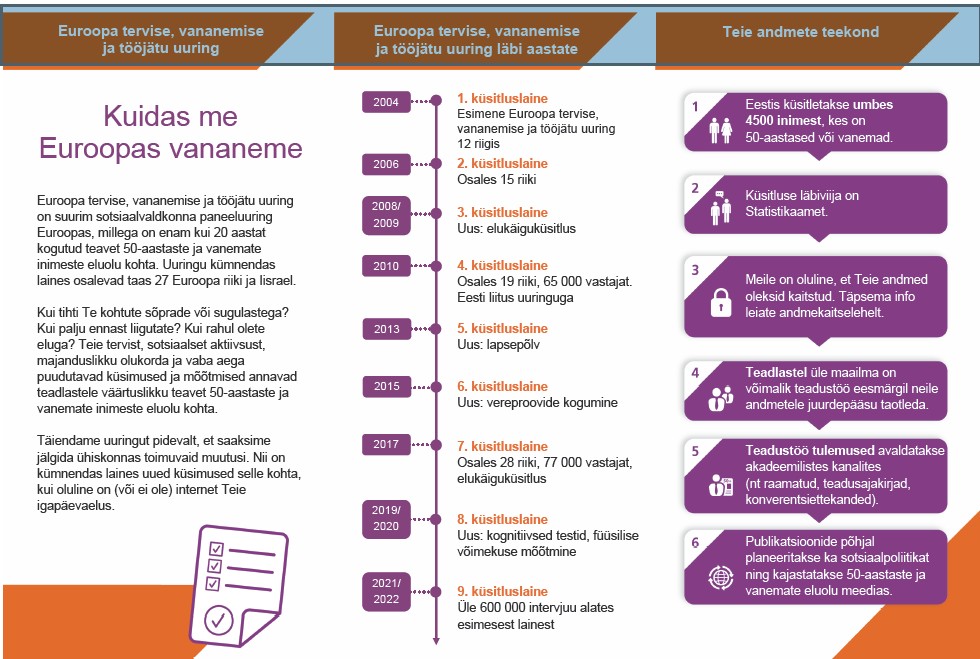 Euroopa tervise, vananemise
ja tööjätu uuring
Kuidas me
Euroopas vananeme
Euroopa tervise, vananemise ja tööjätu uuring
on suurim sotsiaalvaldkonna paneeluuring
Euroopas, millega on enam kui 20 aastat
kogutud teavet 50-aastaste ja vanemate
inimeste eluolu kohta. Uuringu kümnendas
laines osalevad taas 27 Euroopa riiki ja Iisrael.
Kui tihti Te kohtute sõprade või sugulastega?
Kui palju ennast liigutate? Kui rahul olete
eluga? Teie tervist, sotsiaalset aktiivsust,
majanduslikku olukorda ja vaba aega
puudutavad küsimused ja mõõtmised annavad
teadlastele väärtuslikku teavet 50-aastaste ja
vanemate inimeste eluolu kohta.
Täiendame uuringut pidevalt, et saaksime
jälgida ühiskonnas toimuvaid muutusi. Nii on
kümnendas laines uued küsimused selle kohta,
kui oluline on (või ei ole) internet Teie
igapäevaelus.
Euroopa tervise, vananemise
ja tööjätu uuring läbi aastate
2004
1. küsitluslaine
Esimene Euroopa tervise,
vananemise ja tööjätu uuring
12 riigis
2006
2. küsitluslaine
Osales 15 riiki
2008/
2009
3. küsitluslaine
Uus: elukäiguküsitlus
2010
4. küsitluslaine
Osales 19 riiki, 65 000 vastajat.
Eesti liitus uuringuga
2013
5. küsitluslaine
Uus: lapsepõlv
2015
6. küsitluslaine
Uus: vereproovide kogumine
2017
7. küsitluslaine
Osales 28 riiki, 77 000 vastajat,
elukäiguküsitlus
2019/
2020
8. küsitluslaine
Uus: kognitiivsed testid, füüsilise
võimekuse mõõtmine
2021/
2022
9. küsitluslaine
Üle 600 000 intervjuu alates
esimesest lainest
Teie andmete teekond
1
Eestis küsitletakse umbes
4500 inimest, kes on
50-aastased või vanemad.
2
Küsitluse läbiviija on
Statistikaamet.
3
Meile on oluline, et Teie andmed
oleksid kaitstud. Täpsema info
leiate andmekaitselehelt.
4
Teadlastel üle maailma on
võimalik teadustöö eesmärgil neile
andmetele juurdepääsu taotleda.
5
Teadustöö tulemused avaldatakse
akadeemilistes kanalites
(nt raamatud, teadusajakirjad,
konverentsiettekanded).
6
Publikatsioonide põhjal
planeeritakse ka sotsiaalpoliitikat
ning kajastatakse 50-aastaste ja
vanemate eluolu meedias.